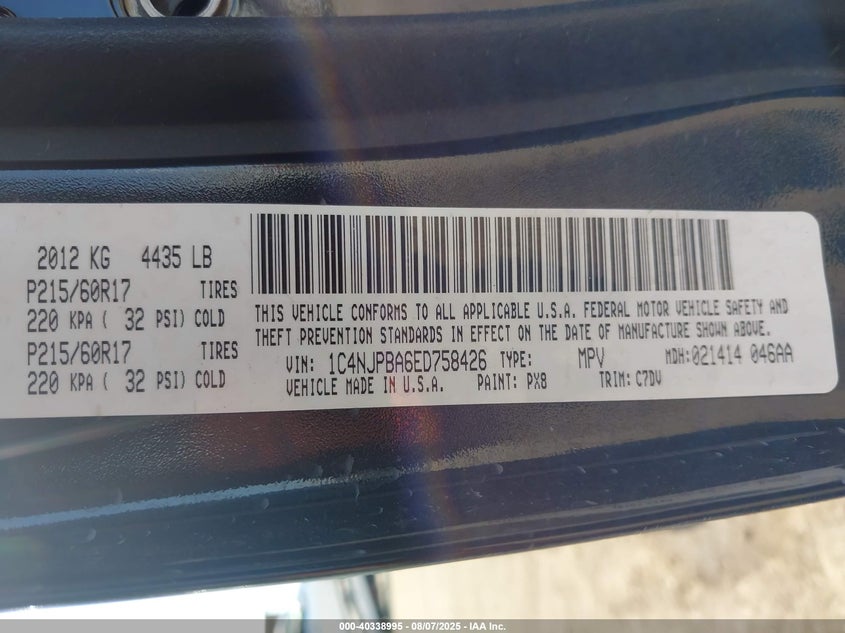 2012 KG 4435 LB
P215/60R17 TIRES
220 KPA ( 32 PSI) COLD
P215/60R17 TIRES
220 KPA ( 32 PSI) COLD
THIS VEHICLE CONFORMS TO ALL APPLICABLE U.S.A. FEDERAL MOTOR VEHICLE SAFETY AND
THEFT PREVENTION STANDARDS IN EFFECT ON THE DATE OF MANUFACTURE SHOWN ABOVE.
VIN: 1C4NJPBA6ED758426 TYPE: MPV MDH:021414 046AA
VEHICLE MADE IN U.S.A. PAINT: PX8 TRIM: C7DV
000-40338995 - 08/07/2025 - IAA Inc.